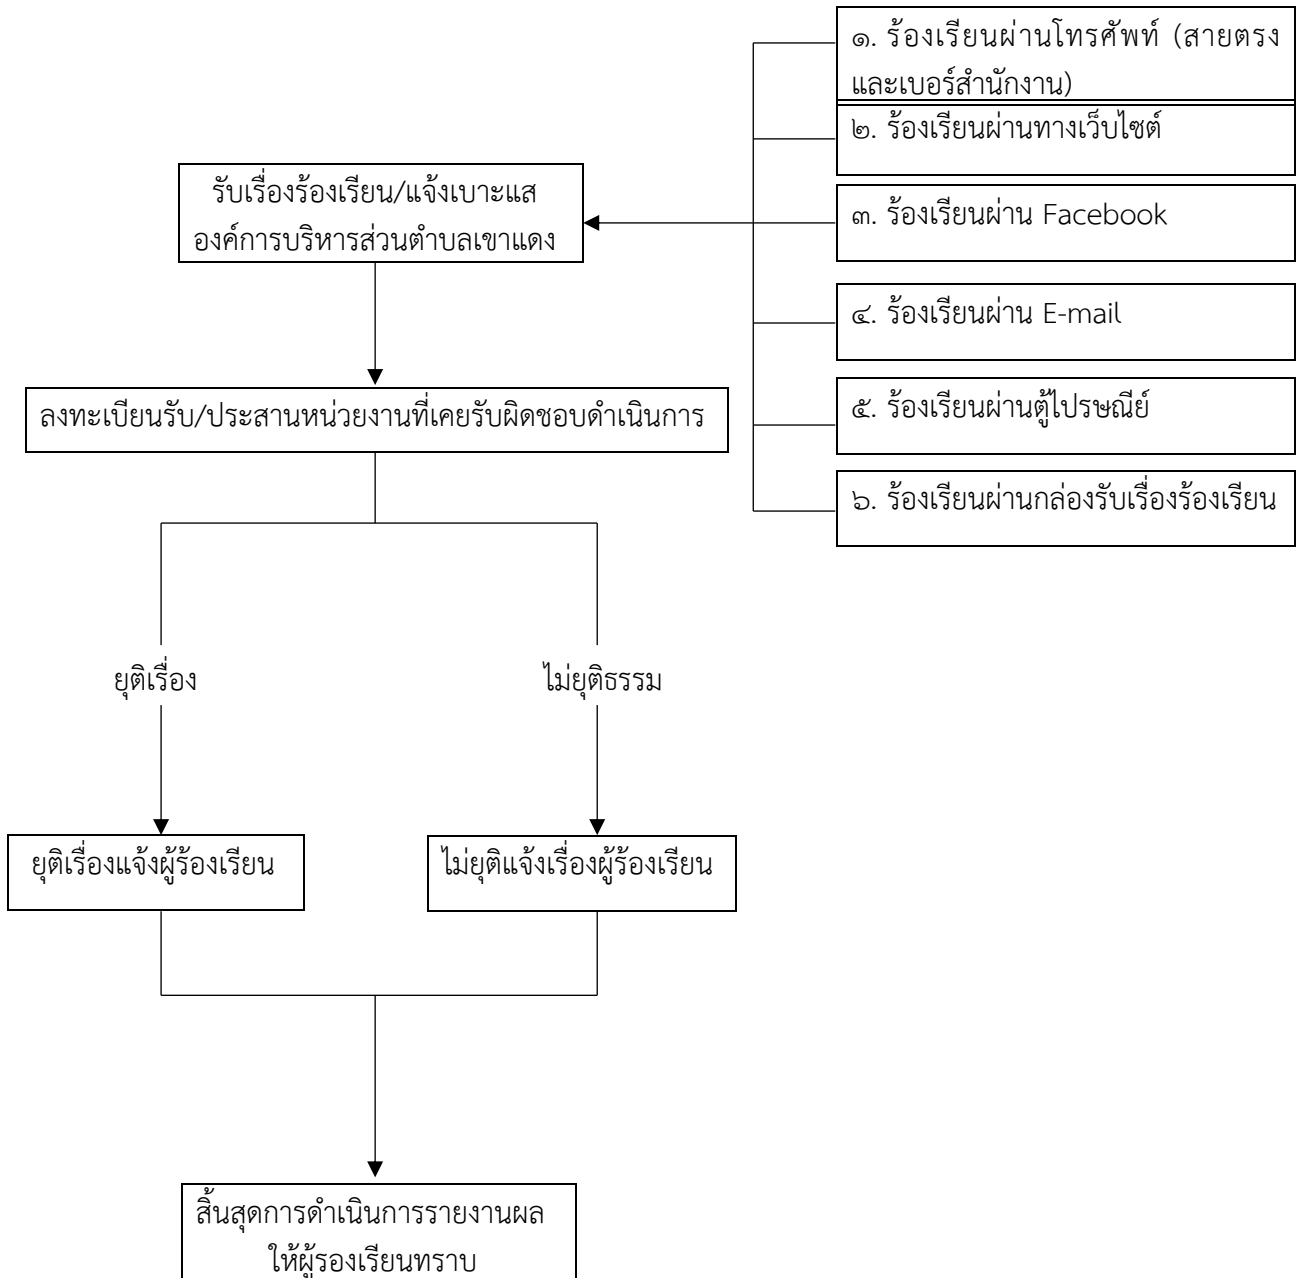 ๑. ร้องเรียนผ่านโทรศัพท์ (สายตรง
และเบอร์สำนักงาน)
๒. ร้องเรียนผ่านทางเว็บไซต์
รับเรื่องร้องเรียน/แจ้งเบาะแส
องค์การบริหารส่วนตำบลเขาแดง
๓. ร้องเรียนผ่าน Facebook
๔. ร้องเรียนผ่าน E-mail
ลงทะเบียนรับ/ประสานหน่วยงานที่เคยรับผิดชอบดำเนินการ
๕. ร้องเรียนผ่านตู้ไปรษณีย์
๖. ร้องเรียนผ่านกล่องรับเรื่องร้องเรียน
ยุติเรื่อง
ไม่ยุติธรรม
ยุติเรื่องแจ้งผู้ร้องเรียน
ไม่ยุติแจ้งเรื่องผู้ร้องเรียน
สิ้นสุดการดำเนินการรายงานผล
ให้ผู้รองเรียนทราบ